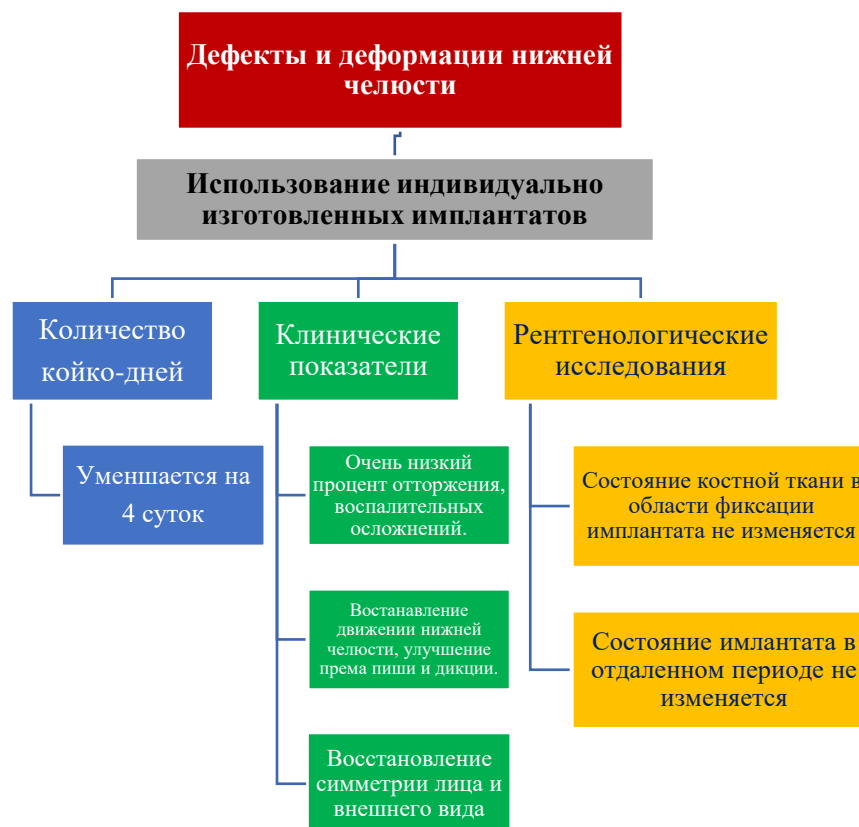 Дефекты и деформации нижней
челюсти
Использование индивидуально
изготовленных имплантатов
Количество
койко-дней
Уменьшается на
4 суток
Клинические
показатели
Очень низкий
процент отторжения,
воспалительных
осложнений.
Востанавление
движении нижней
челюсти, улучшение
према пиши и дикции.
Восстановление
симметрии лица и
внешнего вида
Рентгенологические
исследования
Состояние костной ткани в
области фиксации
имплантата не изменяется
Состояние имлантата в
отдаленном периоде не
изменяется